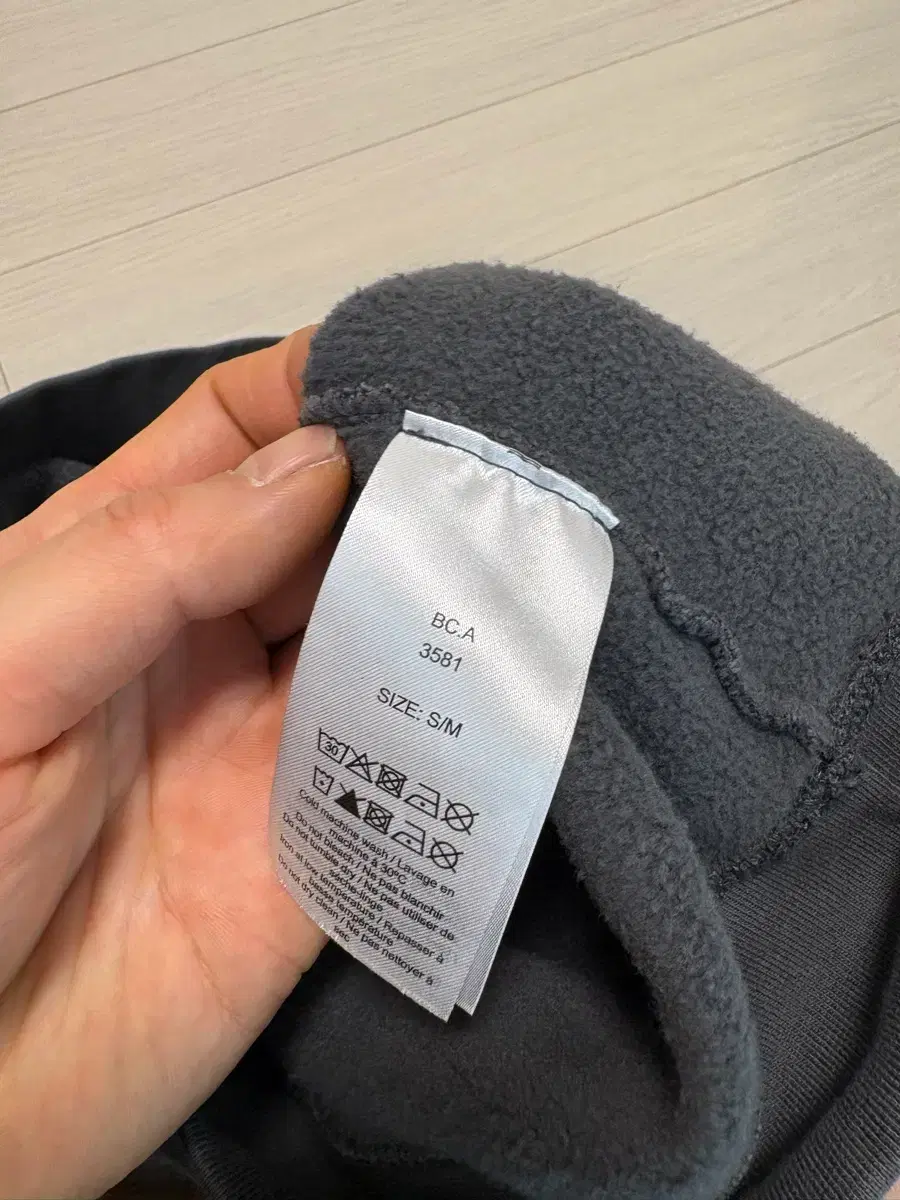 BC.A
3581
SIZE: S/M
30
Cold machine wash / Lavage en
machine à 30ºC
Do not bleach / Ne pas blanchir
Do not tumble dry / Ne pas utiliser de
sèche-linge
Iron at low temperature / Repasser à
basse température
Do not dry clean / Ne pas nettoyer à
sec